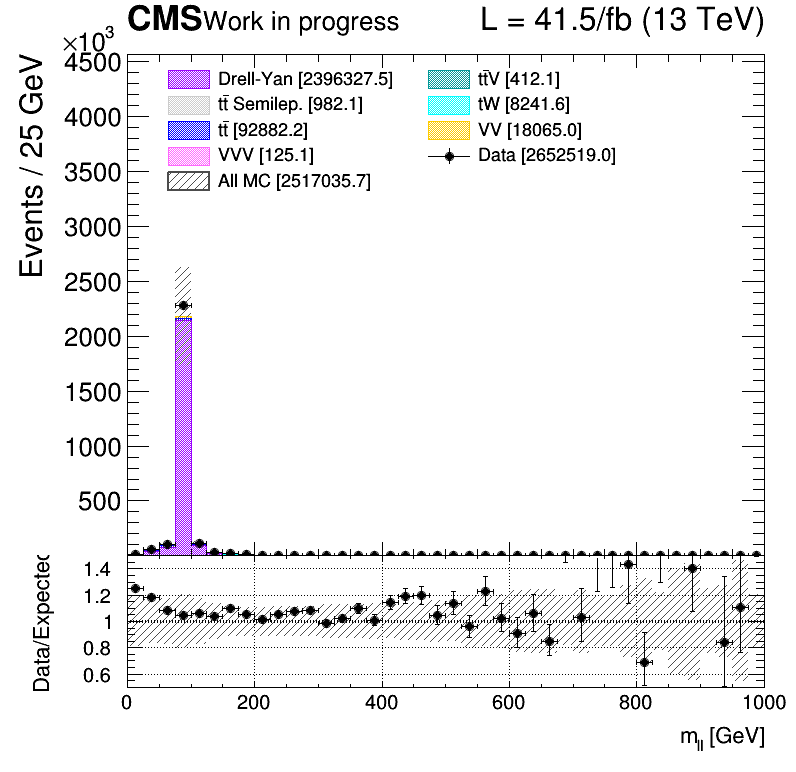 CMS Work in progress L = 41.5/fb (13 TeV)
×10³
Events / 25 GeV
4500
4000
3500
3000
2500
2000
1500
1000
500
Drell-Yan [2396327.5]
tt̄ Semilep. [982.1]
tt̄ [92882.2]
VVV [125.1]
All MC [2517035.7]
tt̄V [412.1]
tW [8241.6]
VV [18065.0]
Data [2652519.0]
Data/Expected
1.4
1.2
1
0.8
0.6
0 200 400 600 800 1000
m_ll [GeV]